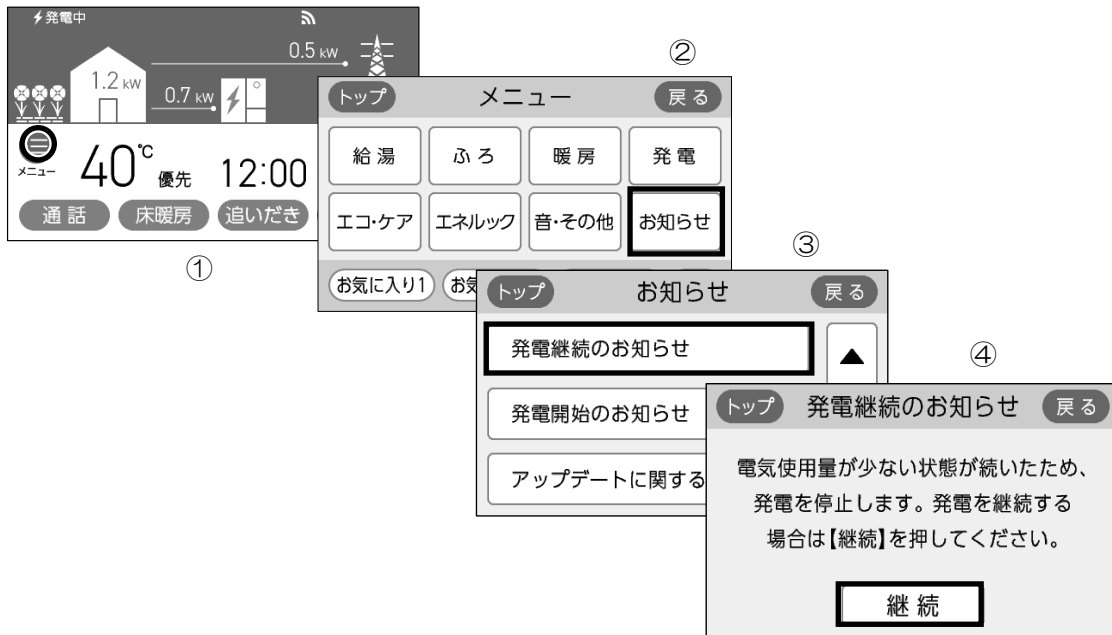 発電中
0.5 kW
1.2 kW
0.7 kW
メニュー
40℃
優先
12:00
通話
床暖房
追いだき
①
②
トップ
メニュー
戻る
給湯
ふろ
暖房
発電
エコ・ケア
エネルック
音・その他
お知らせ
お気に入り1
お気
③
トップ
お知らせ
戻る
発電継続のお知らせ
▲
発電開始のお知らせ
アップデートに関する
④
トップ
発電継続のお知らせ
戻る
電気使用量が少ない状態が続いたため、
発電を停止します。発電を継続する
場合は【継続】を押してください。
継続